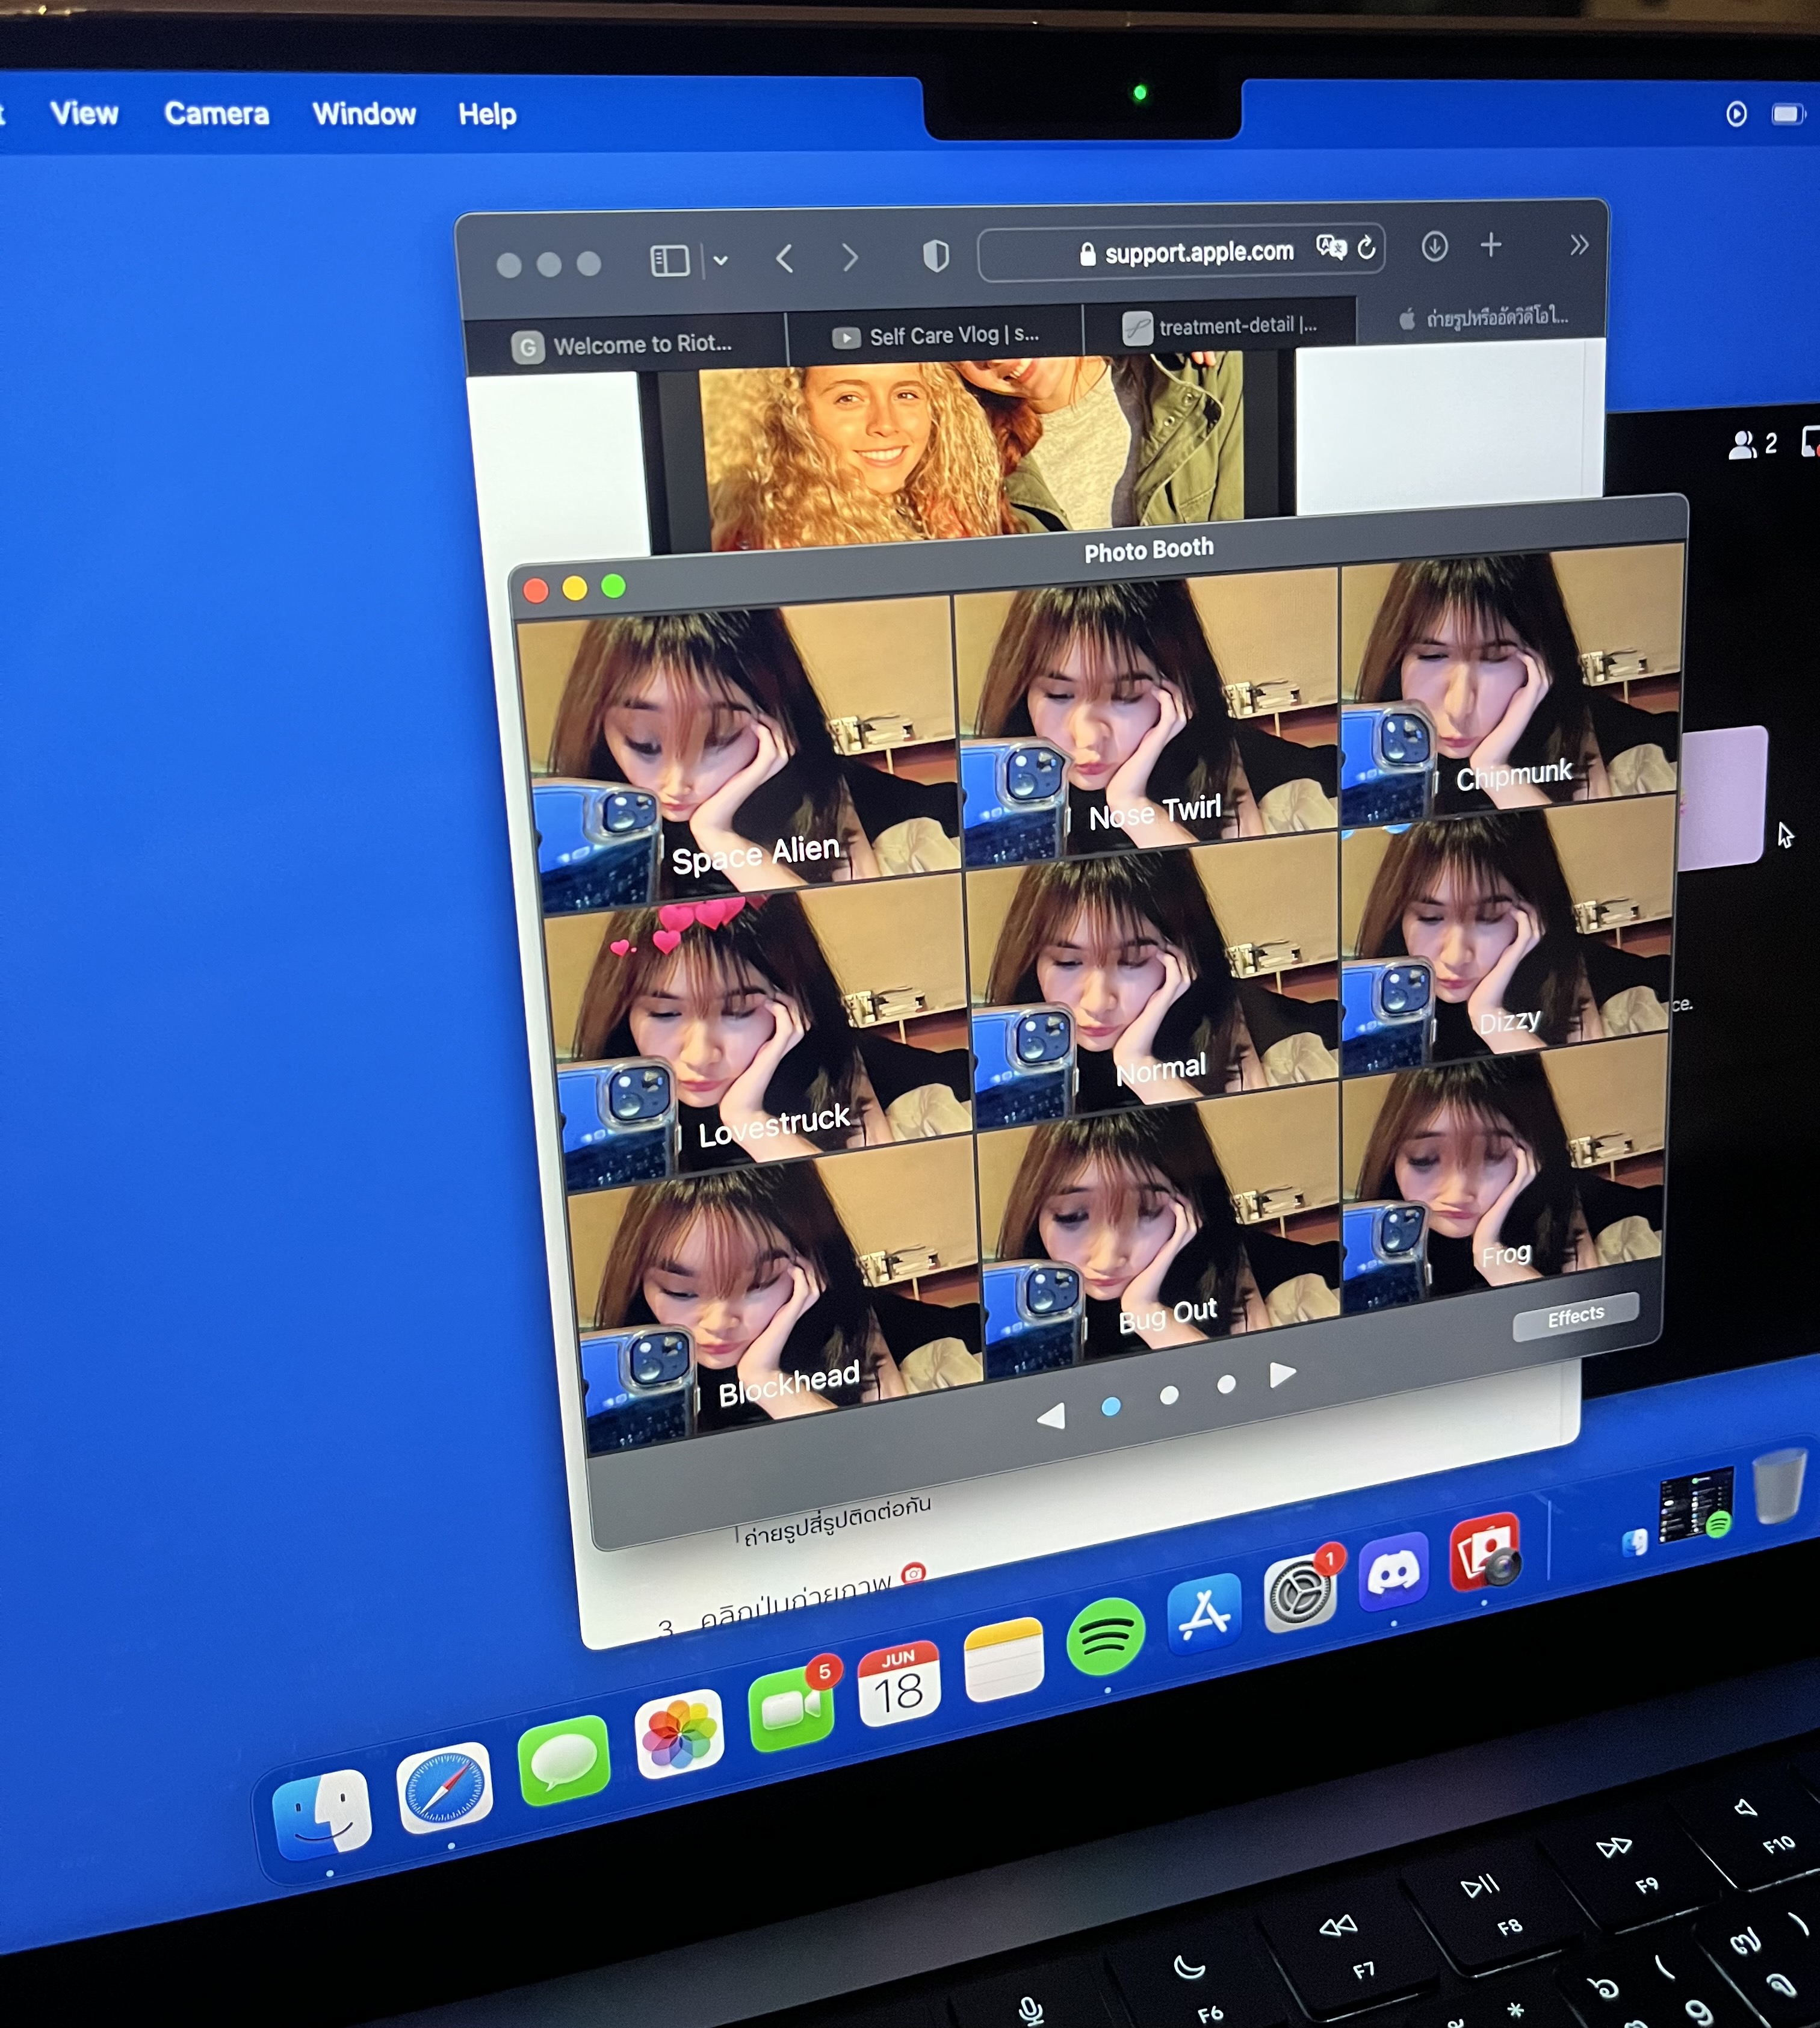 View Camera Window Help
support.apple.com
Welcome to Riot...
Self Care Vlog | s...
treatment-detail |...
ถ่ายรูปหรืออัดวิดีโอใ...
2
Photo Booth
Space Alien
Nose Twirl
Chipmunk
Lovestruck
Normal
Dizzy
ce.
Blockhead
Bug Out
Frog
Effects
ถ่ายรูปสี่รูปติดต่อกัน
3. คลิกปุ่มถ่ายภาพ
1
5
JUN
18
F10
F9
F8
F7
F6